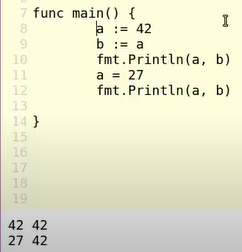 7 func main() {
8 a := 42
9 b := a
10 fmt.Println(a, b)
11 a = 27
12 fmt.Println(a, b)
13
14 }
15
16
17
18
19
42 42
27 42